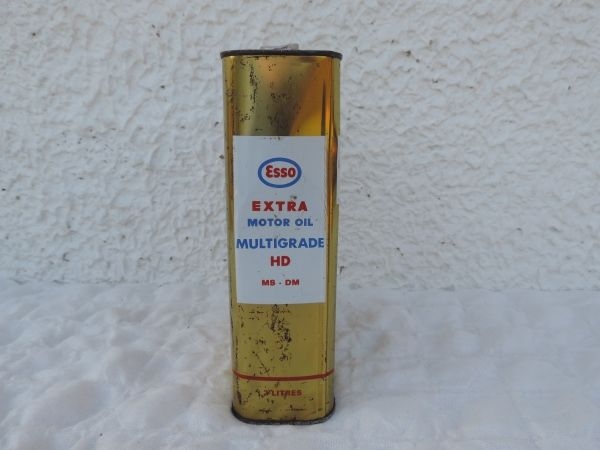 Esso
EXTRA
MOTOR OIL
MULTIGRADE
HD
MS - DM
LITRES